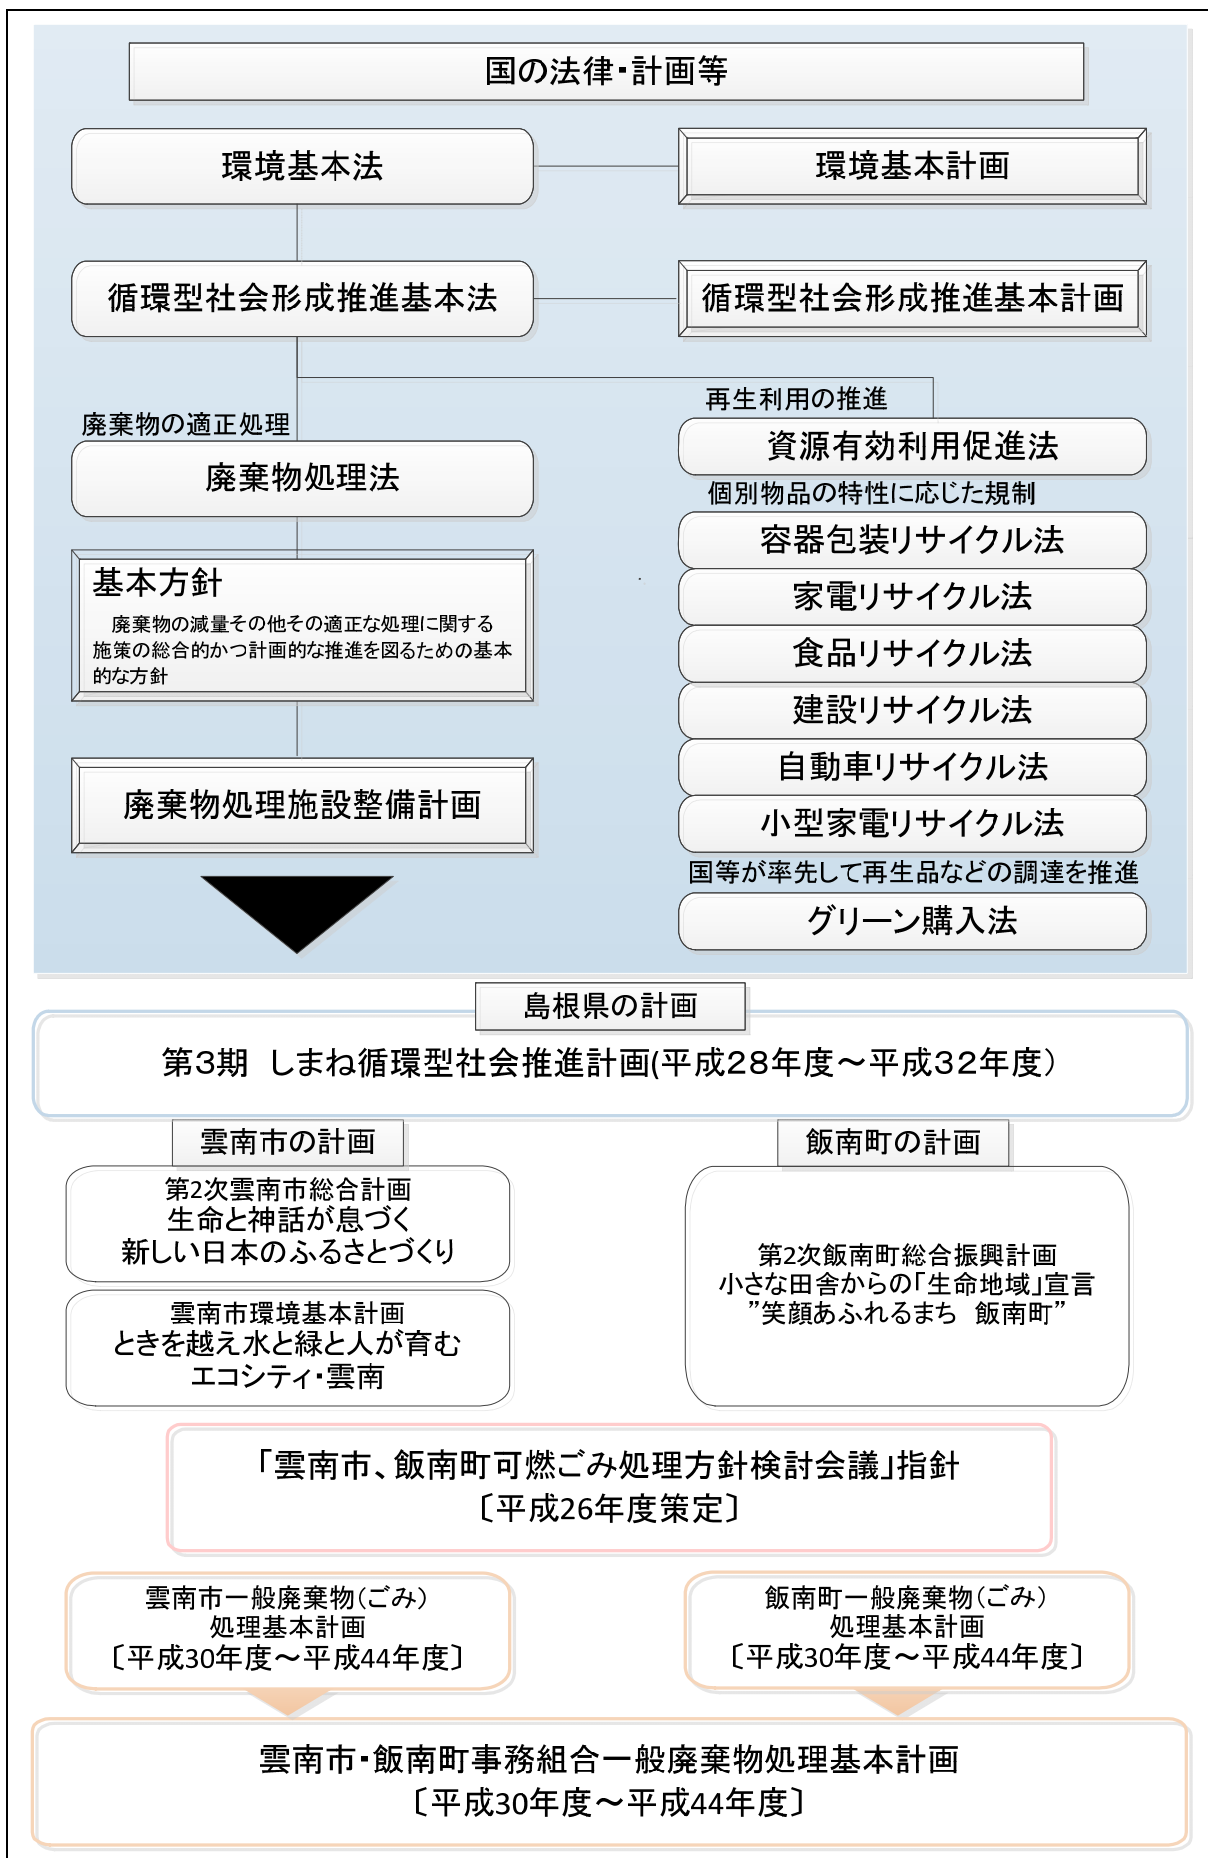 国の法律・計画等
環境基本法
環境基本計画
循環型社会形成推進基本法
循環型社会形成推進基本計画
廃棄物の適正処理
廃棄物処理法
基本方針
廃棄物の減量その他その適正な処理に関する
施策の総合的かつ計画的な推進を図るための基本
的な方針
廃棄物処理施設整備計画
再生利用の推進
資源有効利用促進法
個別物品の特性に応じた規制
容器包装リサイクル法
家電リサイクル法
食品リサイクル法
建設リサイクル法
自動車リサイクル法
小型家電リサイクル法
国等が率先して再生品などの調達を推進
グリーン購入法
島根県の計画
第３期　しまね循環型社会推進計画(平成２８年度～平成３２年度）
雲南市の計画
第2次雲南市総合計画
生命と神話が息づく
新しい日本のふるさとづくり
雲南市環境基本計画
ときを越え水と緑と人が育む
エコシティ・雲南
飯南町の計画
第2次飯南町総合振興計画
小さな田舎からの「生命地域」宣言
”笑顔あふれるまち　飯南町”
「雲南市、飯南町可燃ごみ処理方針検討会議」指針
〔平成26年度策定〕
雲南市一般廃棄物（ごみ）
処理基本計画
〔平成30年度～平成44年度〕
飯南町一般廃棄物（ごみ）
処理基本計画
〔平成30年度～平成44年度〕
雲南市・飯南町事務組合一般廃棄物処理基本計画
〔平成30年度～平成44年度〕